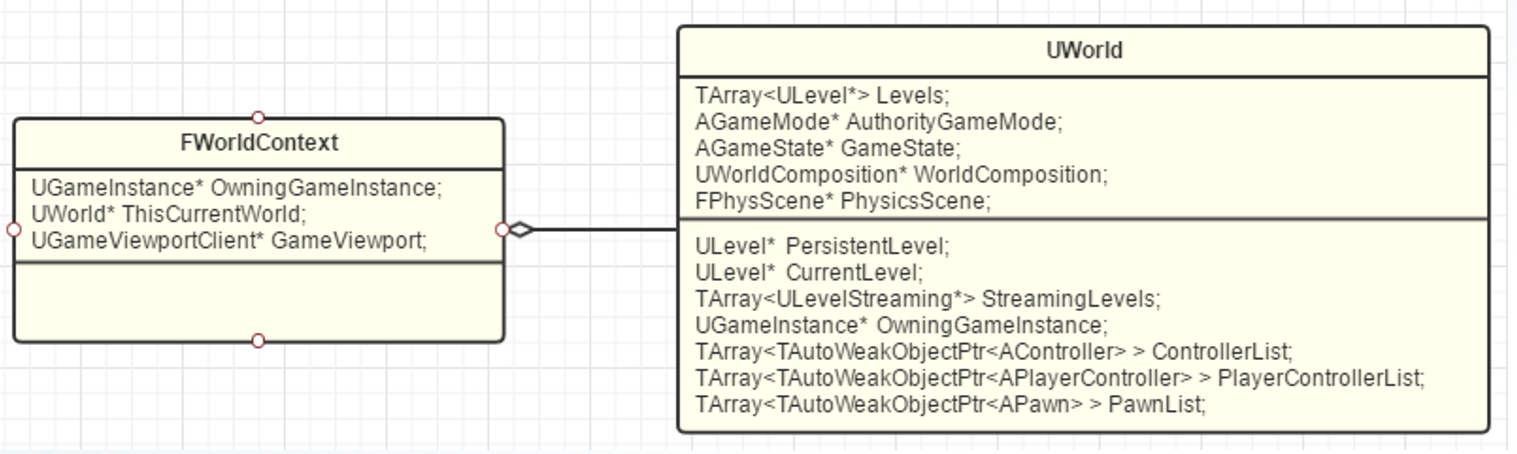 FWorldContext
UGameInstance* OwningGameInstance;
UWorld* ThisCurrentWorld;
UGameViewportClient* GameViewport;
UWorld
TArray<ULevel*> Levels;
AGameMode* AuthorityGameMode;
AGameState* GameState;
UWorldComposition* WorldComposition;
FPhysScene* PhysicsScene;
ULevel* PersistentLevel;
ULevel* CurrentLevel;
TArray<ULevelStreaming*> StreamingLevels;
UGameInstance* OwningGameInstance;
TArray<TAutoWeakObjectPtr<AController> > ControllerList;
TArray<TAutoWeakObjectPtr<APlayerController> > PlayerControllerList;
TArray<TAutoWeakObjectPtr<APawn> > PawnList;